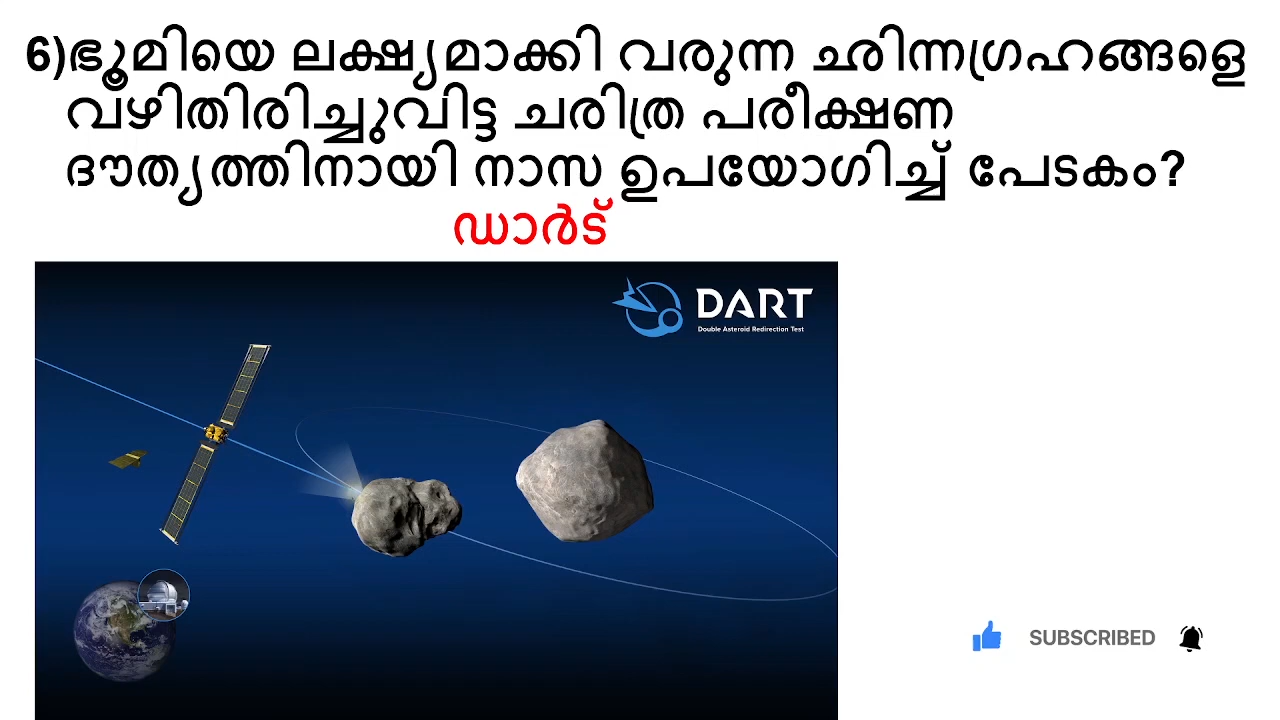 6)ഭൂമിയെ ലക്ഷ്യമാക്കി വരുന്ന ഛിന്നഗ്രഹങ്ങളെ
വഴിതിരിച്ചുവിട്ട ചരിത്ര പരീക്ഷണ
ദൗത്യത്തിനായി നാസ ഉപയോഗിച്ച് പേടകം?
ഡാർട്
DART
Double Asteroid Redirection Test
SUBSCRIBED